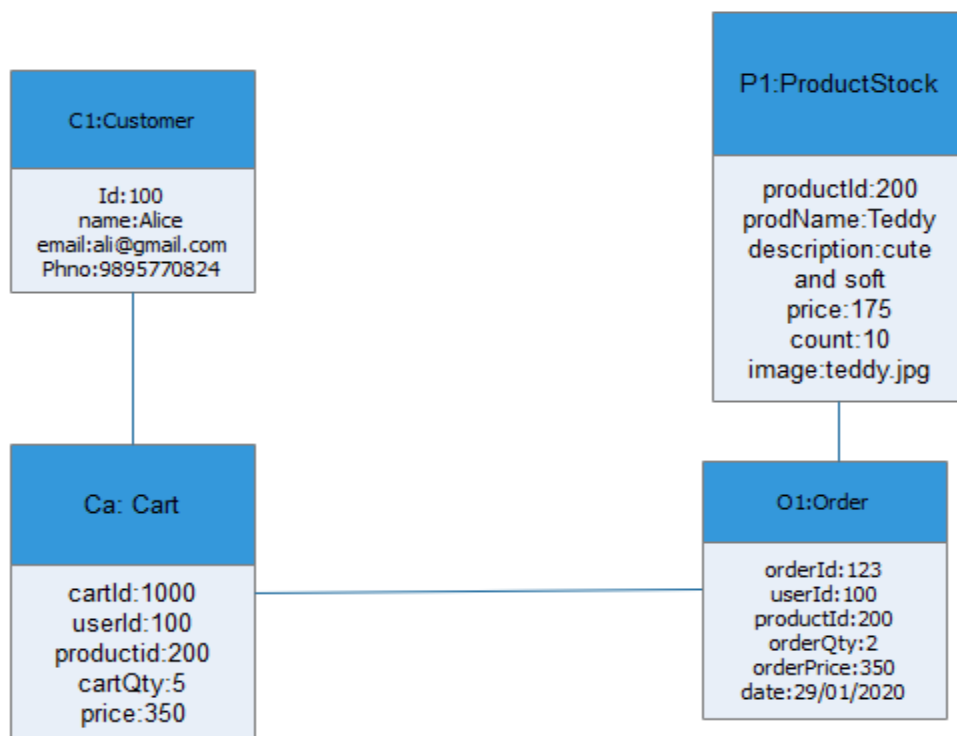 C1:Customer
Id:100
name:Alice
email:ali@gmail.com
Phno:9895770824
P1:ProductStock
productId:200
prodName:Teddy
description:cute
and soft
price:175
count:10
image:teddy.jpg
Ca: Cart
cartId:1000
userId:100
productid:200
cartQty:5
price:350
O1:Order
orderId:123
userId:100
productId:200
orderQty:2
orderPrice:350
date:29/01/2020